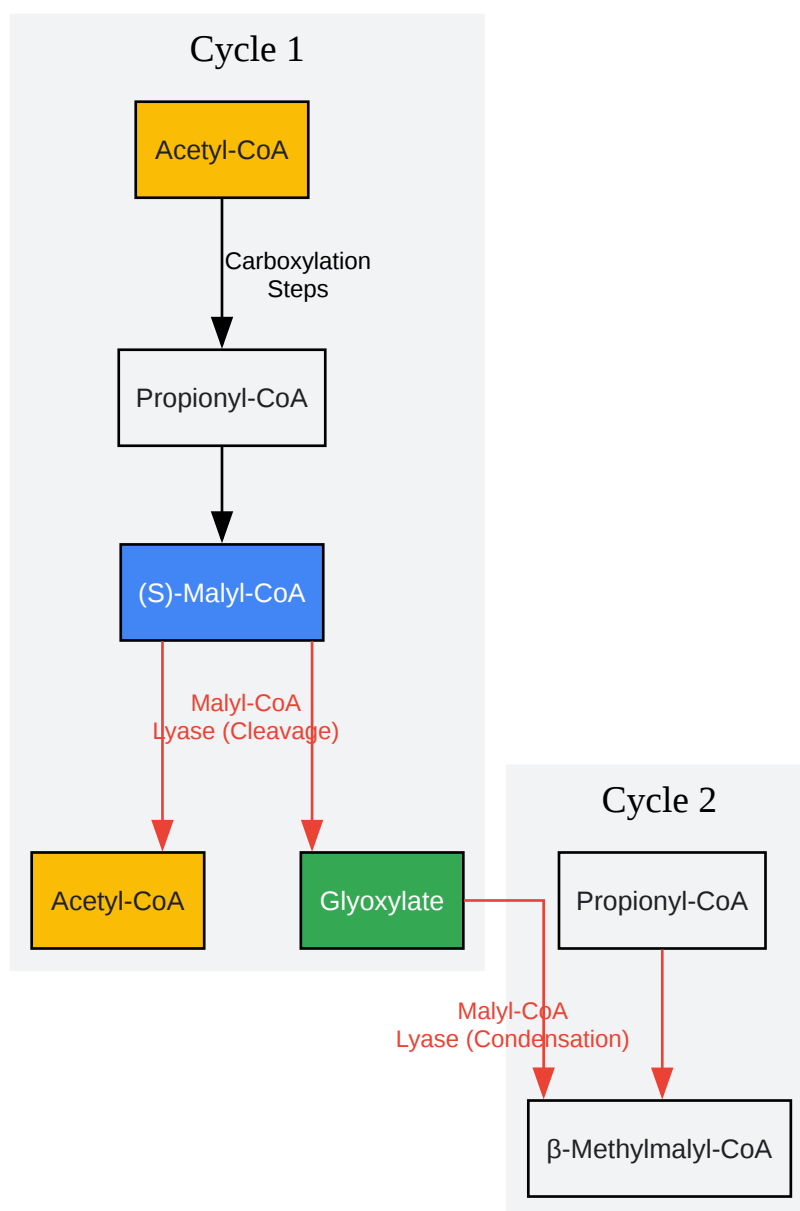 Cycle 1
Acetyl-CoA
Carboxylation
Steps
Propionyl-CoA
(S)-Malyl-CoA
Malyl-CoA
Lyase (Cleavage)
Acetyl-CoA
Glyoxylate
Cycle 2
Propionyl-CoA
Malyl-CoA
Lyase (Condensation)
β-Methylmalyl-CoA